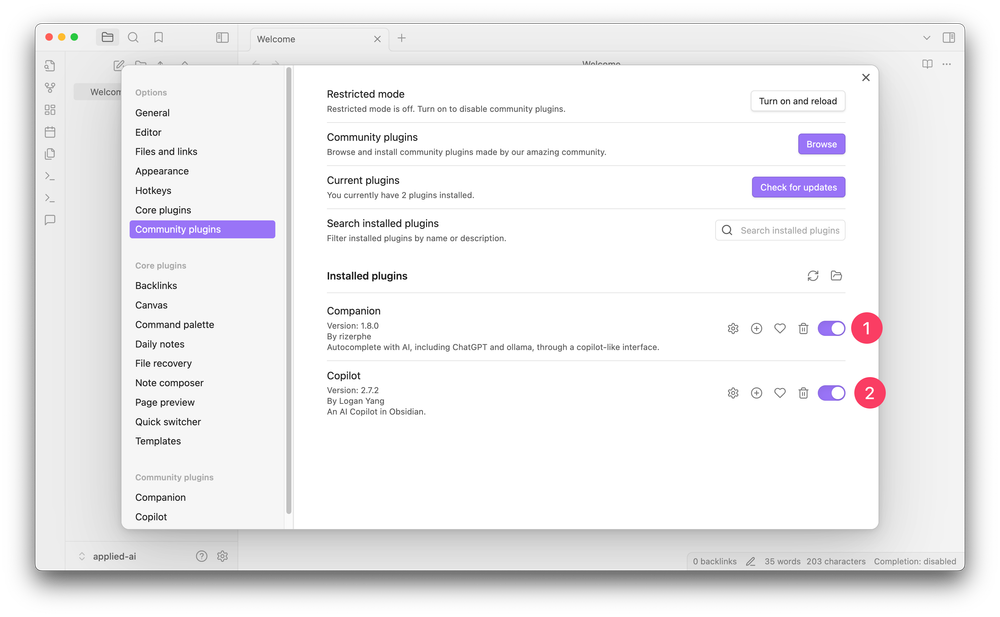 Welcome
Welcome
Welcom
Options
General
Editor
Files and links
Appearance
Hotkeys
Core plugins
Community plugins
Core plugins
Backlinks
Canvas
Command palette
Daily notes
File recovery
Note composer
Page preview
Quick switcher
Templates
Community plugins
Companion
Copilot
Restricted mode
Restricted mode is off. Turn on to disable community plugins.
Turn on and reload
Community plugins
Browse and install community plugins made by our amazing community.
Browse
Current plugins
You currently have 2 plugins installed.
Check for updates
Search installed plugins
Filter installed plugins by name or description.
Search installed plugins
Installed plugins
Companion
Version: 1.8.0
By rizerphe
Autocomplete with AI, including ChatGPT and ollama, through a copilot-like interface.
1
Copilot
Version: 2.7.2
By Logan Yang
An AI Copilot in Obsidian.
2
applied-ai
0 backlinks 35 words 203 characters Completion: disabled